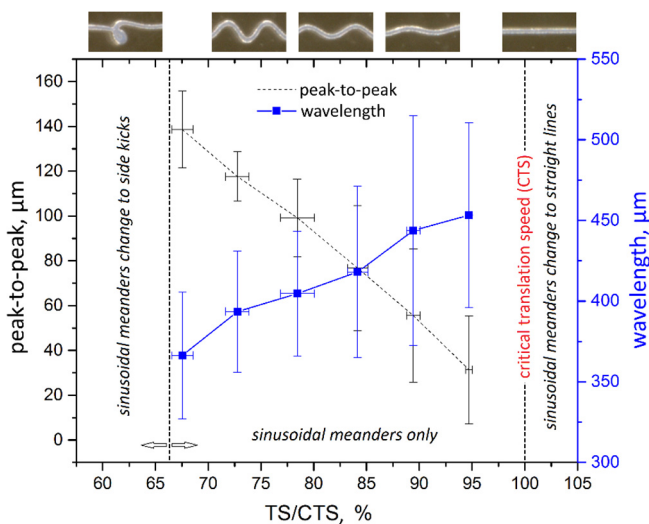 peak-to-peak
wavelength
160
140
120
100
80
60
40
20
0
peak-to-peak, µm
sinusoidal meanders change to side kicks
sinusoidal meanders only
critical translation speed (CTS)
sinusoidal meanders change to straight lines
550
500
450
400
350
300
wavelength, µm
60 65 70 75 80 85 90 95 100 105
TS/CTS, %